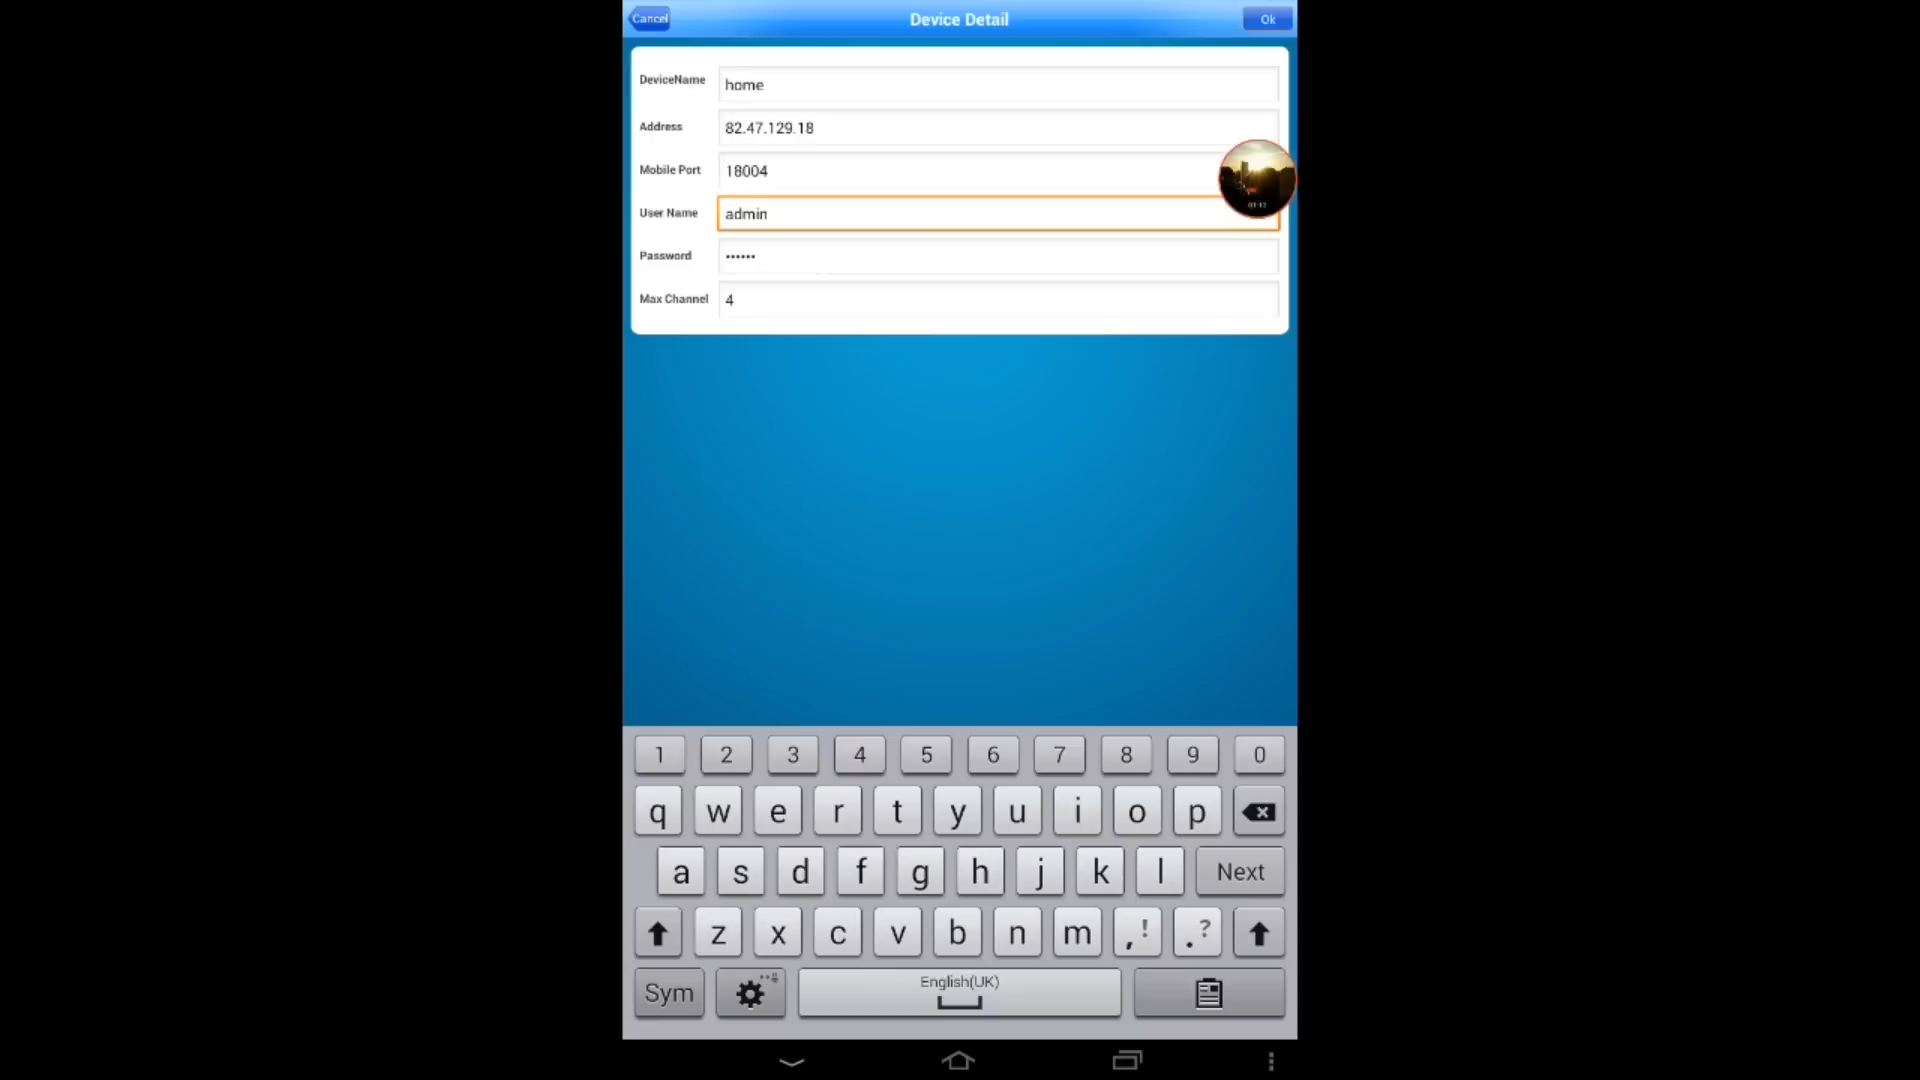 Cancel Device Detail Ok
DeviceName home
Address 82.47.129.18
Mobile Port 18004
User Name admin
Password ••••••
Max Channel 4
1 2 3 4 5 6 7 8 9 0
q w e r t y u i o p
a s d f g h j k l Next
z x c v b n m , ! . ?
Sym English(UK)